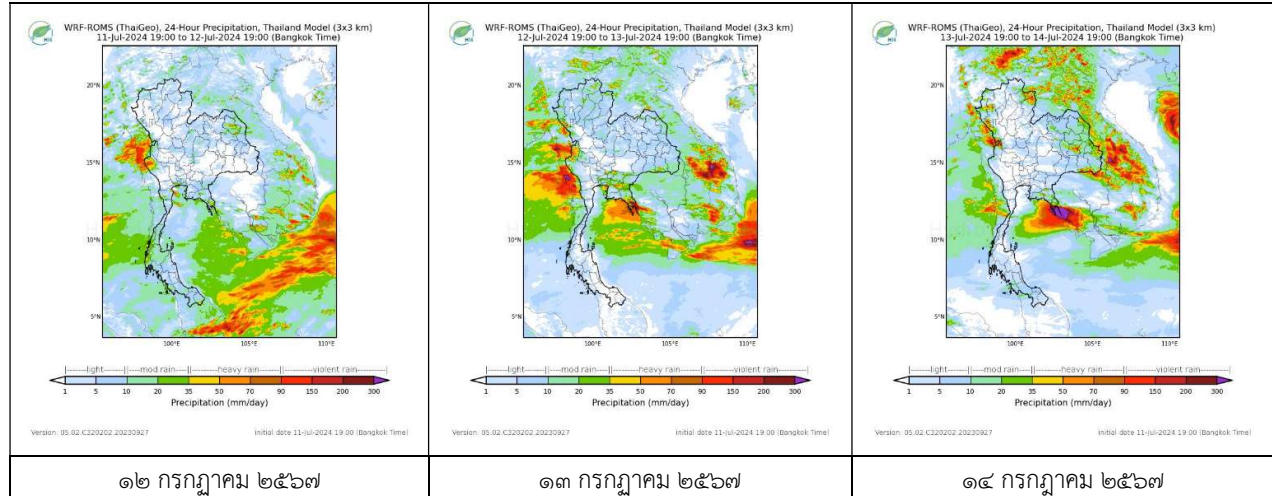 WRF-ROMS (ThaiGeo), 24-Hour Precipitation, Thailand Model (3x3 km)
11-Jul-2024 19:00 to 12-Jul-2024 19:00 (Bangkok Time)
20°N
15°N
10°N
5°N
100°E 105°E 110°E
light mod rain heavy rain violent rain
1 5 10 20 35 50 70 90 150 200 300
Precipitation (mm/day)
Version: 05.02.C320202.20230927 initial date 11-Jul-2024 19:00 (Bangkok Time)
๑๒ กรกฎาคม ๒๕๖๗
WRF-ROMS (ThaiGeo), 24-Hour Precipitation, Thailand Model (3x3 km)
12-Jul-2024 19:00 to 13-Jul-2024 19:00 (Bangkok Time)
20°N
15°N
10°N
5°N
100°E 105°E 110°E
light mod rain heavy rain violent rain
1 5 10 20 35 50 70 90 150 200 300
Precipitation (mm/day)
Version: 05.02.C320202.20230927 initial date 11-Jul-2024 19:00 (Bangkok Time)
๑๓ กรกฎาคม ๒๕๖๗
WRF-ROMS (ThaiGeo), 24-Hour Precipitation, Thailand Model (3x3 km)
13-Jul-2024 19:00 to 14-Jul-2024 19:00 (Bangkok Time)
20°N
15°N
10°N
5°N
100°E 105°E 110°E
light mod rain heavy rain violent rain
1 5 10 20 35 50 70 90 150 200 300
Precipitation (mm/day)
Version: 05.02.C320202.20230927 initial date 11-Jul-2024 19:00 (Bangkok Time)
๑๔ กรกฎาคม ๒๕๖๗